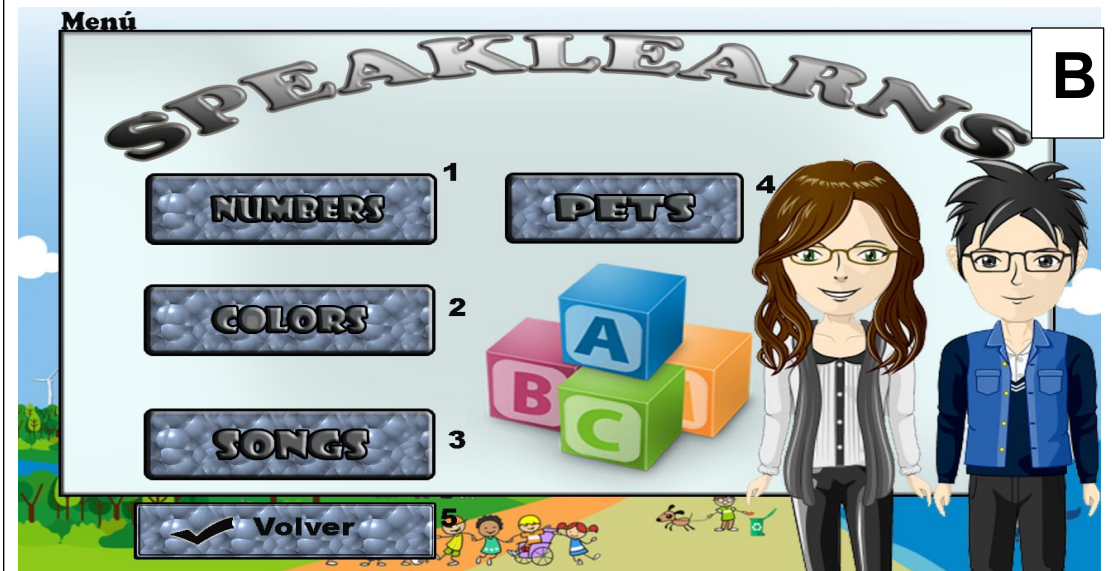 Menú
B
SPEAKLEARNS
NUMBERS 1
PETS 4
COLORS 2
SONGS 3
Volver 5
A
B
C